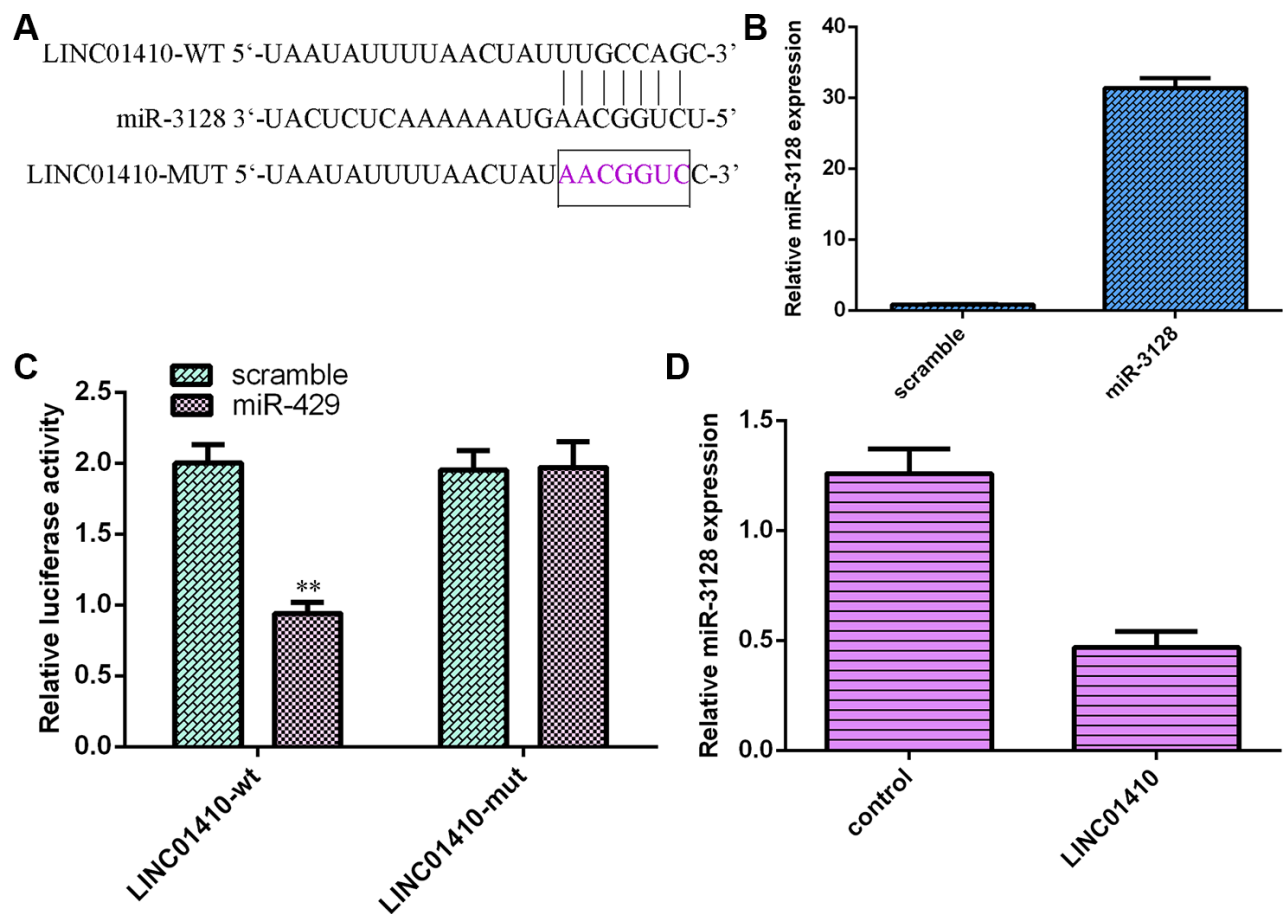 A
LINC01410-WT 5‘-UAAUAUUUUAACUAUUUGCCAGC-3’
miR-3128 3‘-UACUCUCAAAAAAUGAACGGUCU-5’
LINC01410-MUT 5‘-UAAUAUUUUAACUAUAACGGUCC-3’
B
Relative miR-3128 expression
40
30
20
10
0
scramble
miR-3128
C
scramble
miR-429
Relative luciferase activity
2.5
2.0
1.5
1.0
0.5
0.0
**
LINC01410-wt
LINC01410-mut
D
Relative miR-3128 expression
1.5
1.0
0.5
0.0
control
LINC01410